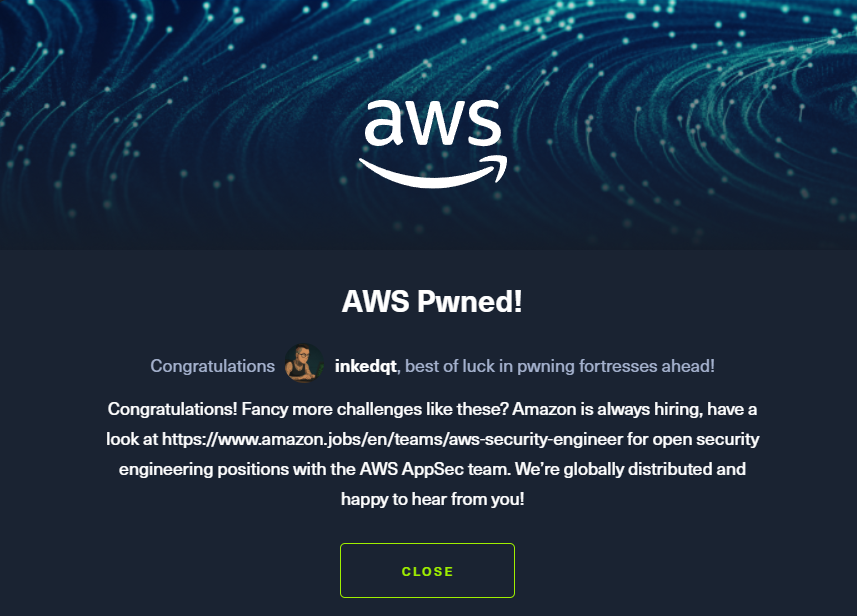 aws
AWS Pwned!
Congratulations inkedqt, best of luck in pwning fortresses ahead!
Congratulations! Fancy more challenges like these? Amazon is always hiring, have a
look at https://www.amazon.jobs/en/teams/aws-security-engineer for open security
engineering positions with the AWS AppSec team. We’re globally distributed and
happy to hear from you!
CLOSE